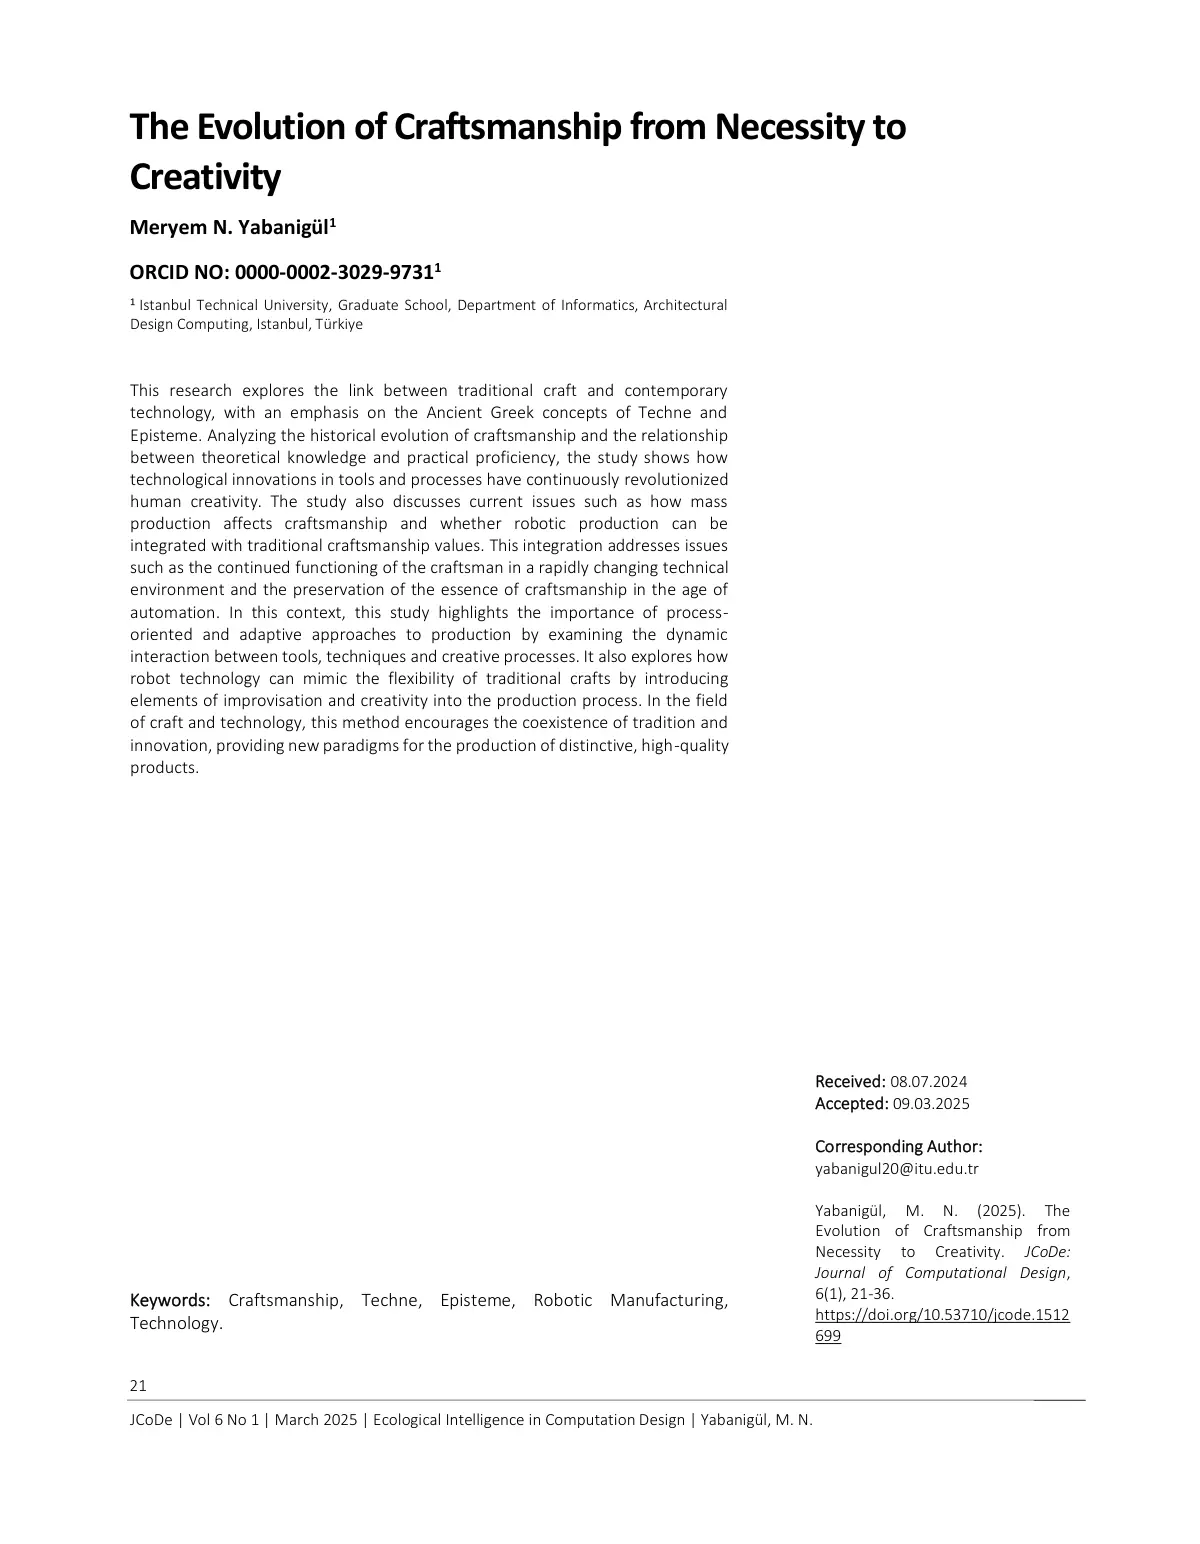 The Evolution of Craftsmanship from Necessity to
Creativity
Meryem N. Yabanigül¹
ORCID NO: 0000-0002-3029-9731¹
¹ Istanbul Technical University, Graduate School, Department of Informatics, Architectural
Design Computing, Istanbul, Türkiye
This research explores the link between traditional craft and contemporary
technology, with an emphasis on the Ancient Greek concepts of Techne and
Episteme. Analyzing the historical evolution of craftsmanship and the relationship
between theoretical knowledge and practical proficiency, the study shows how
technological innovations in tools and processes have continuously revolutionized
human creativity. The study also discusses current issues such as how mass
production affects craftsmanship and whether robotic production can be
integrated with traditional craftsmanship values. This integration addresses issues
such as the continued functioning of the craftsman in a rapidly changing technical
environment and the preservation of the essence of craftsmanship in the age of
automation. In this context, this study highlights the importance of process-
oriented and adaptive approaches to production by examining the dynamic
interaction between tools, techniques and creative processes. It also explores how
robot technology can mimic the flexibility of traditional crafts by introducing
elements of improvisation and creativity into the production process. In the field
of craft and technology, this method encourages the coexistence of tradition and
innovation, providing new paradigms for the production of distinctive, high-quality
products.
Received: 08.07.2024
Accepted: 09.03.2025
Corresponding Author:
yabanigul20@itu.edu.tr
Yabanigül, M. N. (2025). The
Evolution of Craftsmanship from
Necessity to Creativity. JCoDe:
Journal of Computational Design,
6(1), 21-36.
https://doi.org/10.53710/jcode.1512
699
Keywords: Craftsmanship, Techne, Episteme, Robotic Manufacturing,
Technology.
21
JCoDe | Vol 6 No 1 | March 2025 | Ecological Intelligence in Computation Design | Yabanigül, M. N.